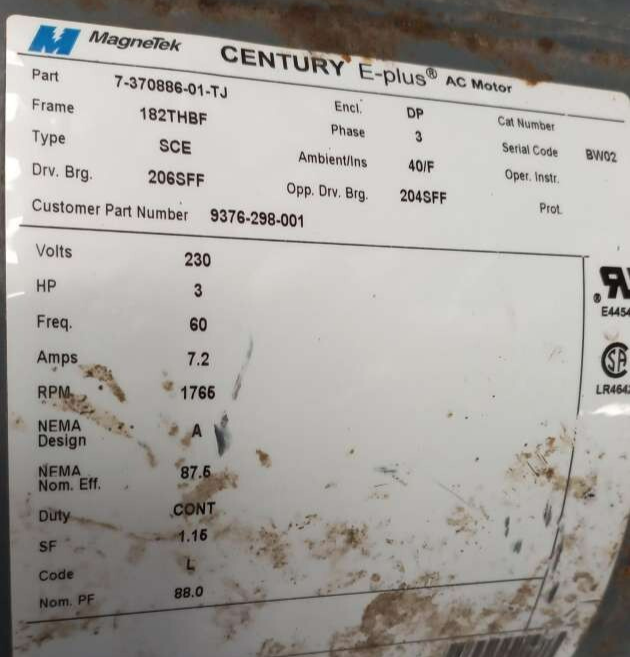 MagneTek CENTURY E-plus® AC Motor
Part 7-370886-01-TJ Encl. DP Cat Number
Frame 182THBF Phase 3 Serial Code BW02
Type SCE Ambient/Ins 40/F Oper. Instr.
Drv. Brg. 206SFF Opp. Drv. Brg. 204SFF Prot.
Customer Part Number 9376-298-001
Volts 230
HP 3
Freq. 60
Amps 7.2
RPM 1765
NEMA Design A
NEMA Nom. Eff. 87.5
Duty CONT
SF 1.15
Code L
Nom. PF 88.0
E4454
LR464